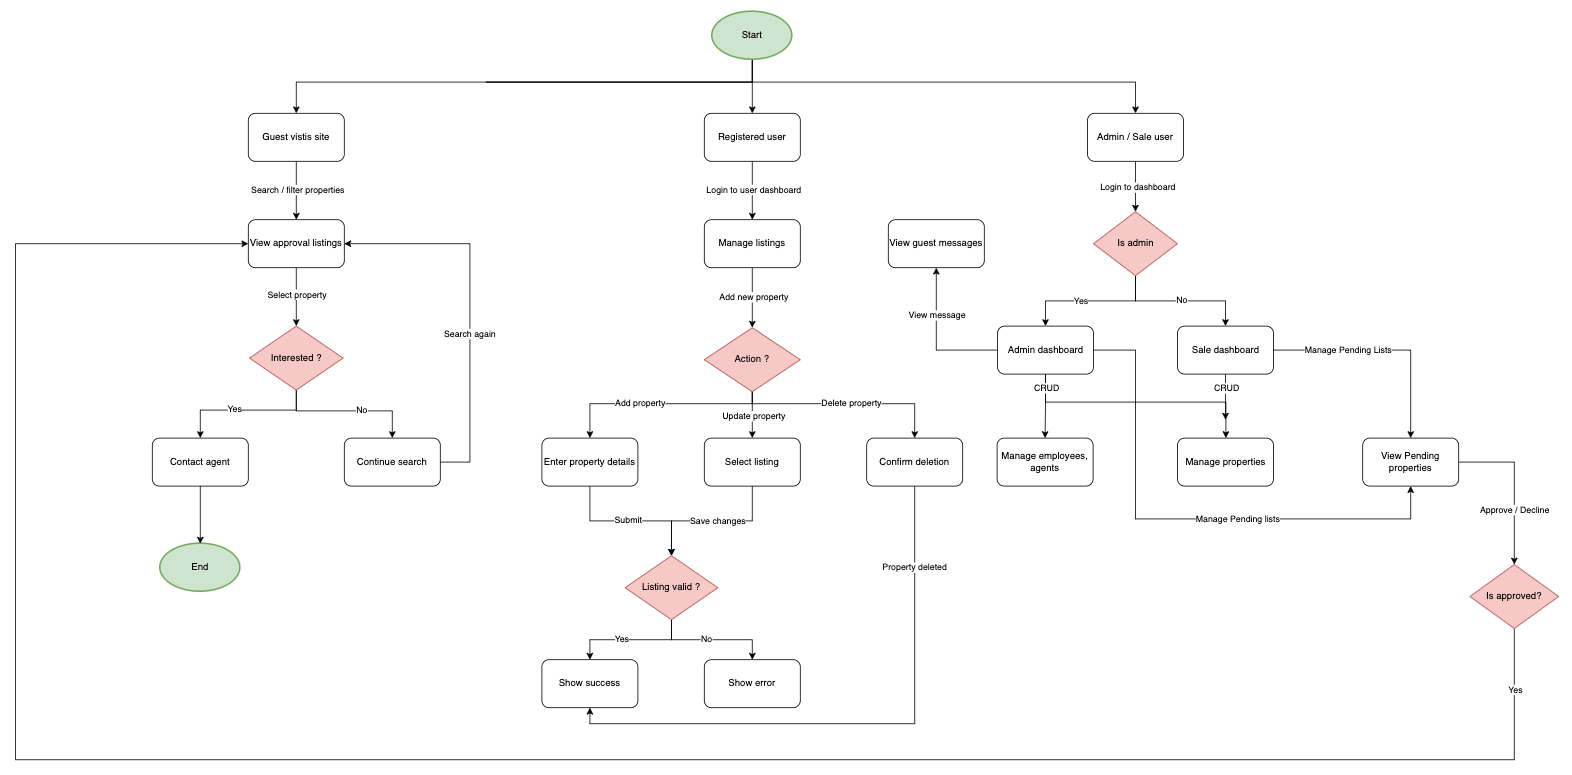 Start
Guest vistis site
Registered user
Admin / Sale user
Search / filter properties
Login to user dashboard
Login to dashboard
View approval listings
Manage listings
View guest messages
Is admin
Select property
Add new property
Yes
No
View message
Search again
Interested ?
Action ?
Admin dashboard
Sale dashboard
Manage Pending Lists
CRUD
CRUD
Yes
No
Add property
Update property
Delete property
Contact agent
Continue search
Enter property details
Select listing
Confirm deletion
Manage employees,
agents
Manage properties
View Pending
properties
Submit
Save changes
Manage Pending lists
Approve / Decline
End
Property deleted
Listing valid ?
Is approved?
Yes
No
Show success
Show error
Yes